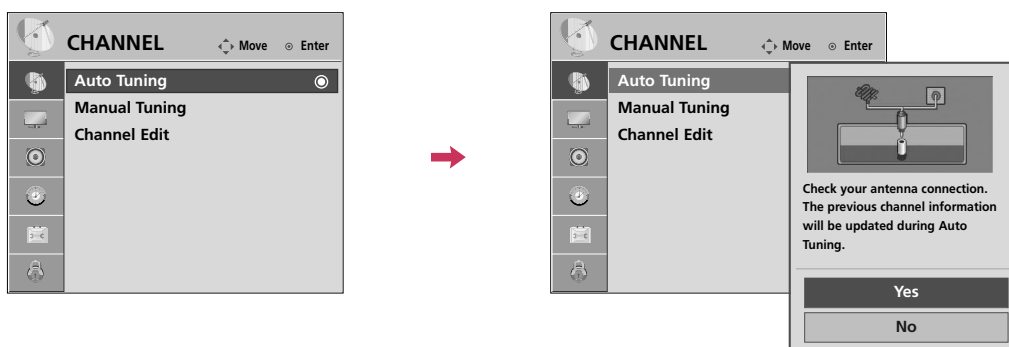 CHANNEL Move Enter
Auto Tuning
Manual Tuning
Channel Edit
CHANNEL Move Enter
Auto Tuning
Manual Tuning
Channel Edit
Check your antenna connection.
The previous channel information
will be updated during Auto
Tuning.
Yes
No